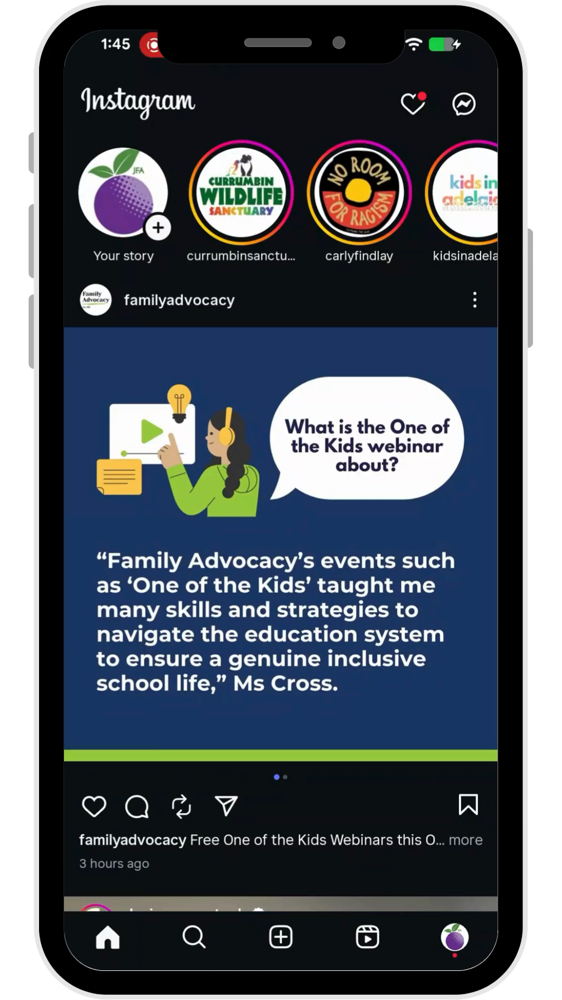 1:45
Instagram
JFA
CURRUMBIN
WILDLIFE
SANCTUARY
NO ROOM
FOR RACISM
kids in
Your story
currumbinsanctu...
carlyfindlay
kidsinadela
Family
Advocacy
familyadvocacy
What is the One of
the Kids webinar
about?
“Family Advocacy’s events such
as ‘One of the Kids’ taught me
many skills and strategies to
navigate the education system
to ensure a genuine inclusive
school life,” Ms Cross.
familyadvocacy Free One of the Kids Webinars this O... more
3 hours ago